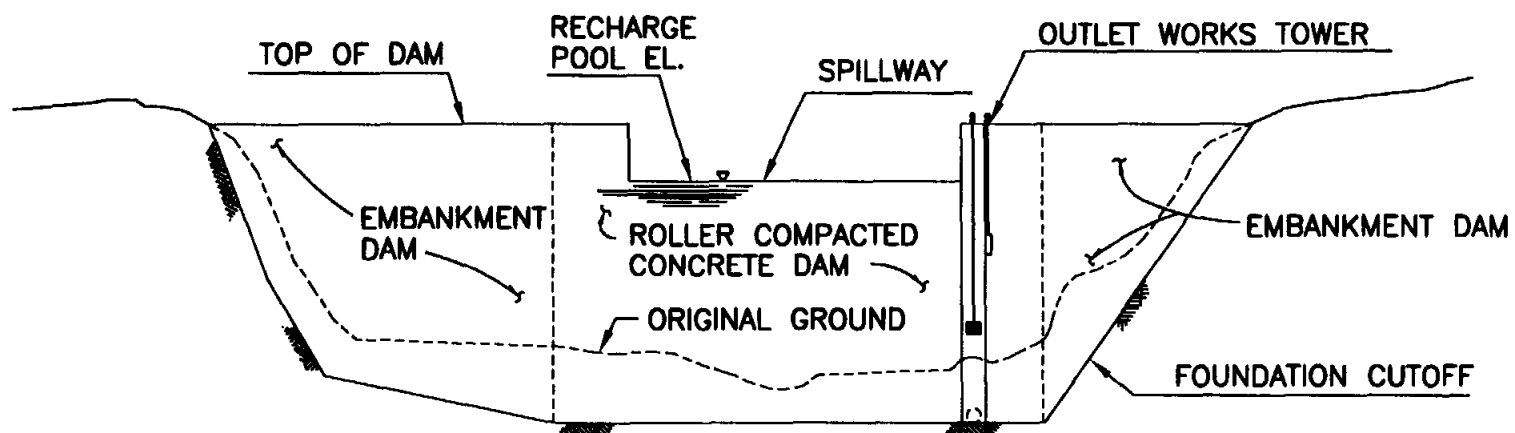 RECHARGE
POOL EL.
OUTLET WORKS TOWER
TOP OF DAM
SPILLWAY
EMBANKMENT
DAM
ROLLER COMPACTED
CONCRETE DAM
EMBANKMENT DAM
ORIGINAL GROUND
FOUNDATION CUTOFF